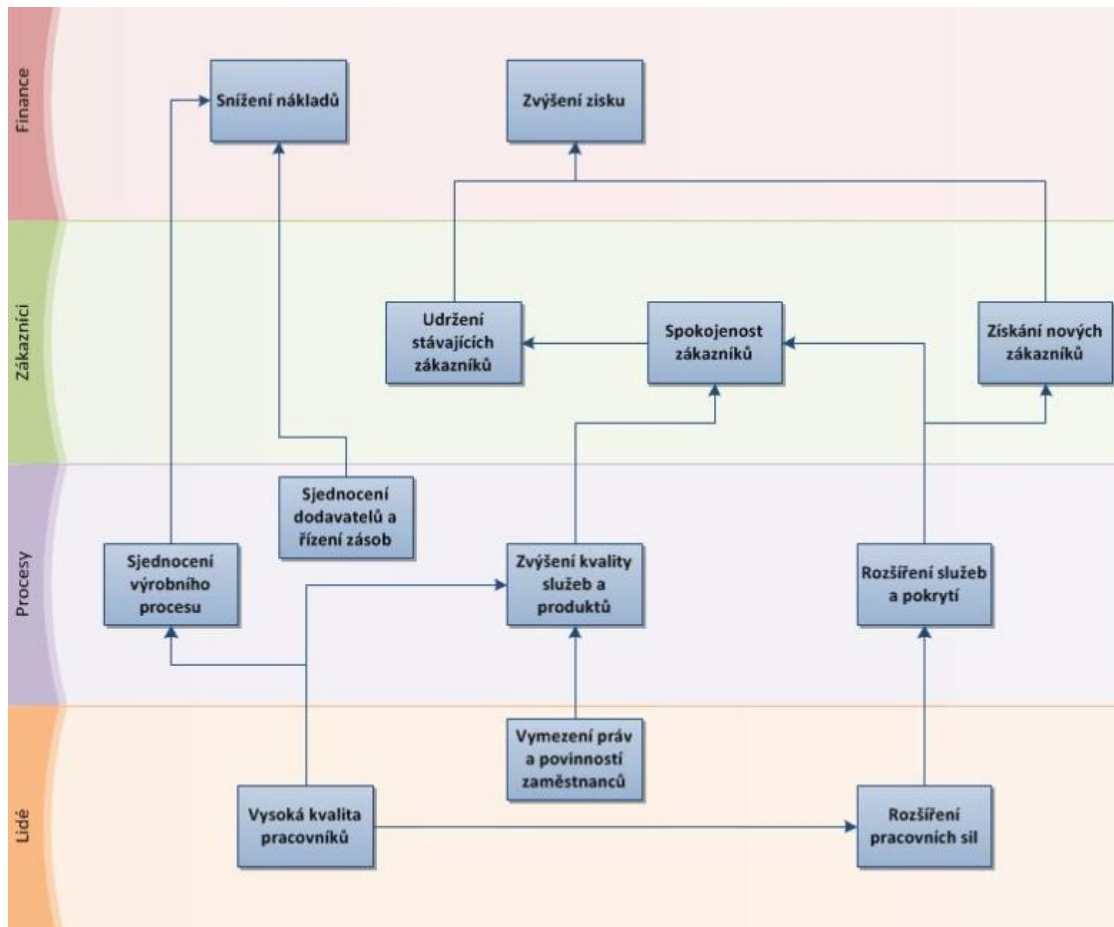 Finance
Snížení nákladů
Zvýšení zisku
Zákazníci
Udržení
stávajících
zákazníků
Spokojenost
zákazníků
Získání nových
zákazníků
Procesy
Sjednocení
dodavatelů a
řízení zásob
Sjednocení
výrobního
procesu
Zvýšení kvality
služeb a
produktů
Rozšíření služeb
a pokrytí
Lidé
Vymezení práv
a povinností
zaměstnanců
Vysoká kvalita
pracovníků
Rozšíření
pracovních sil